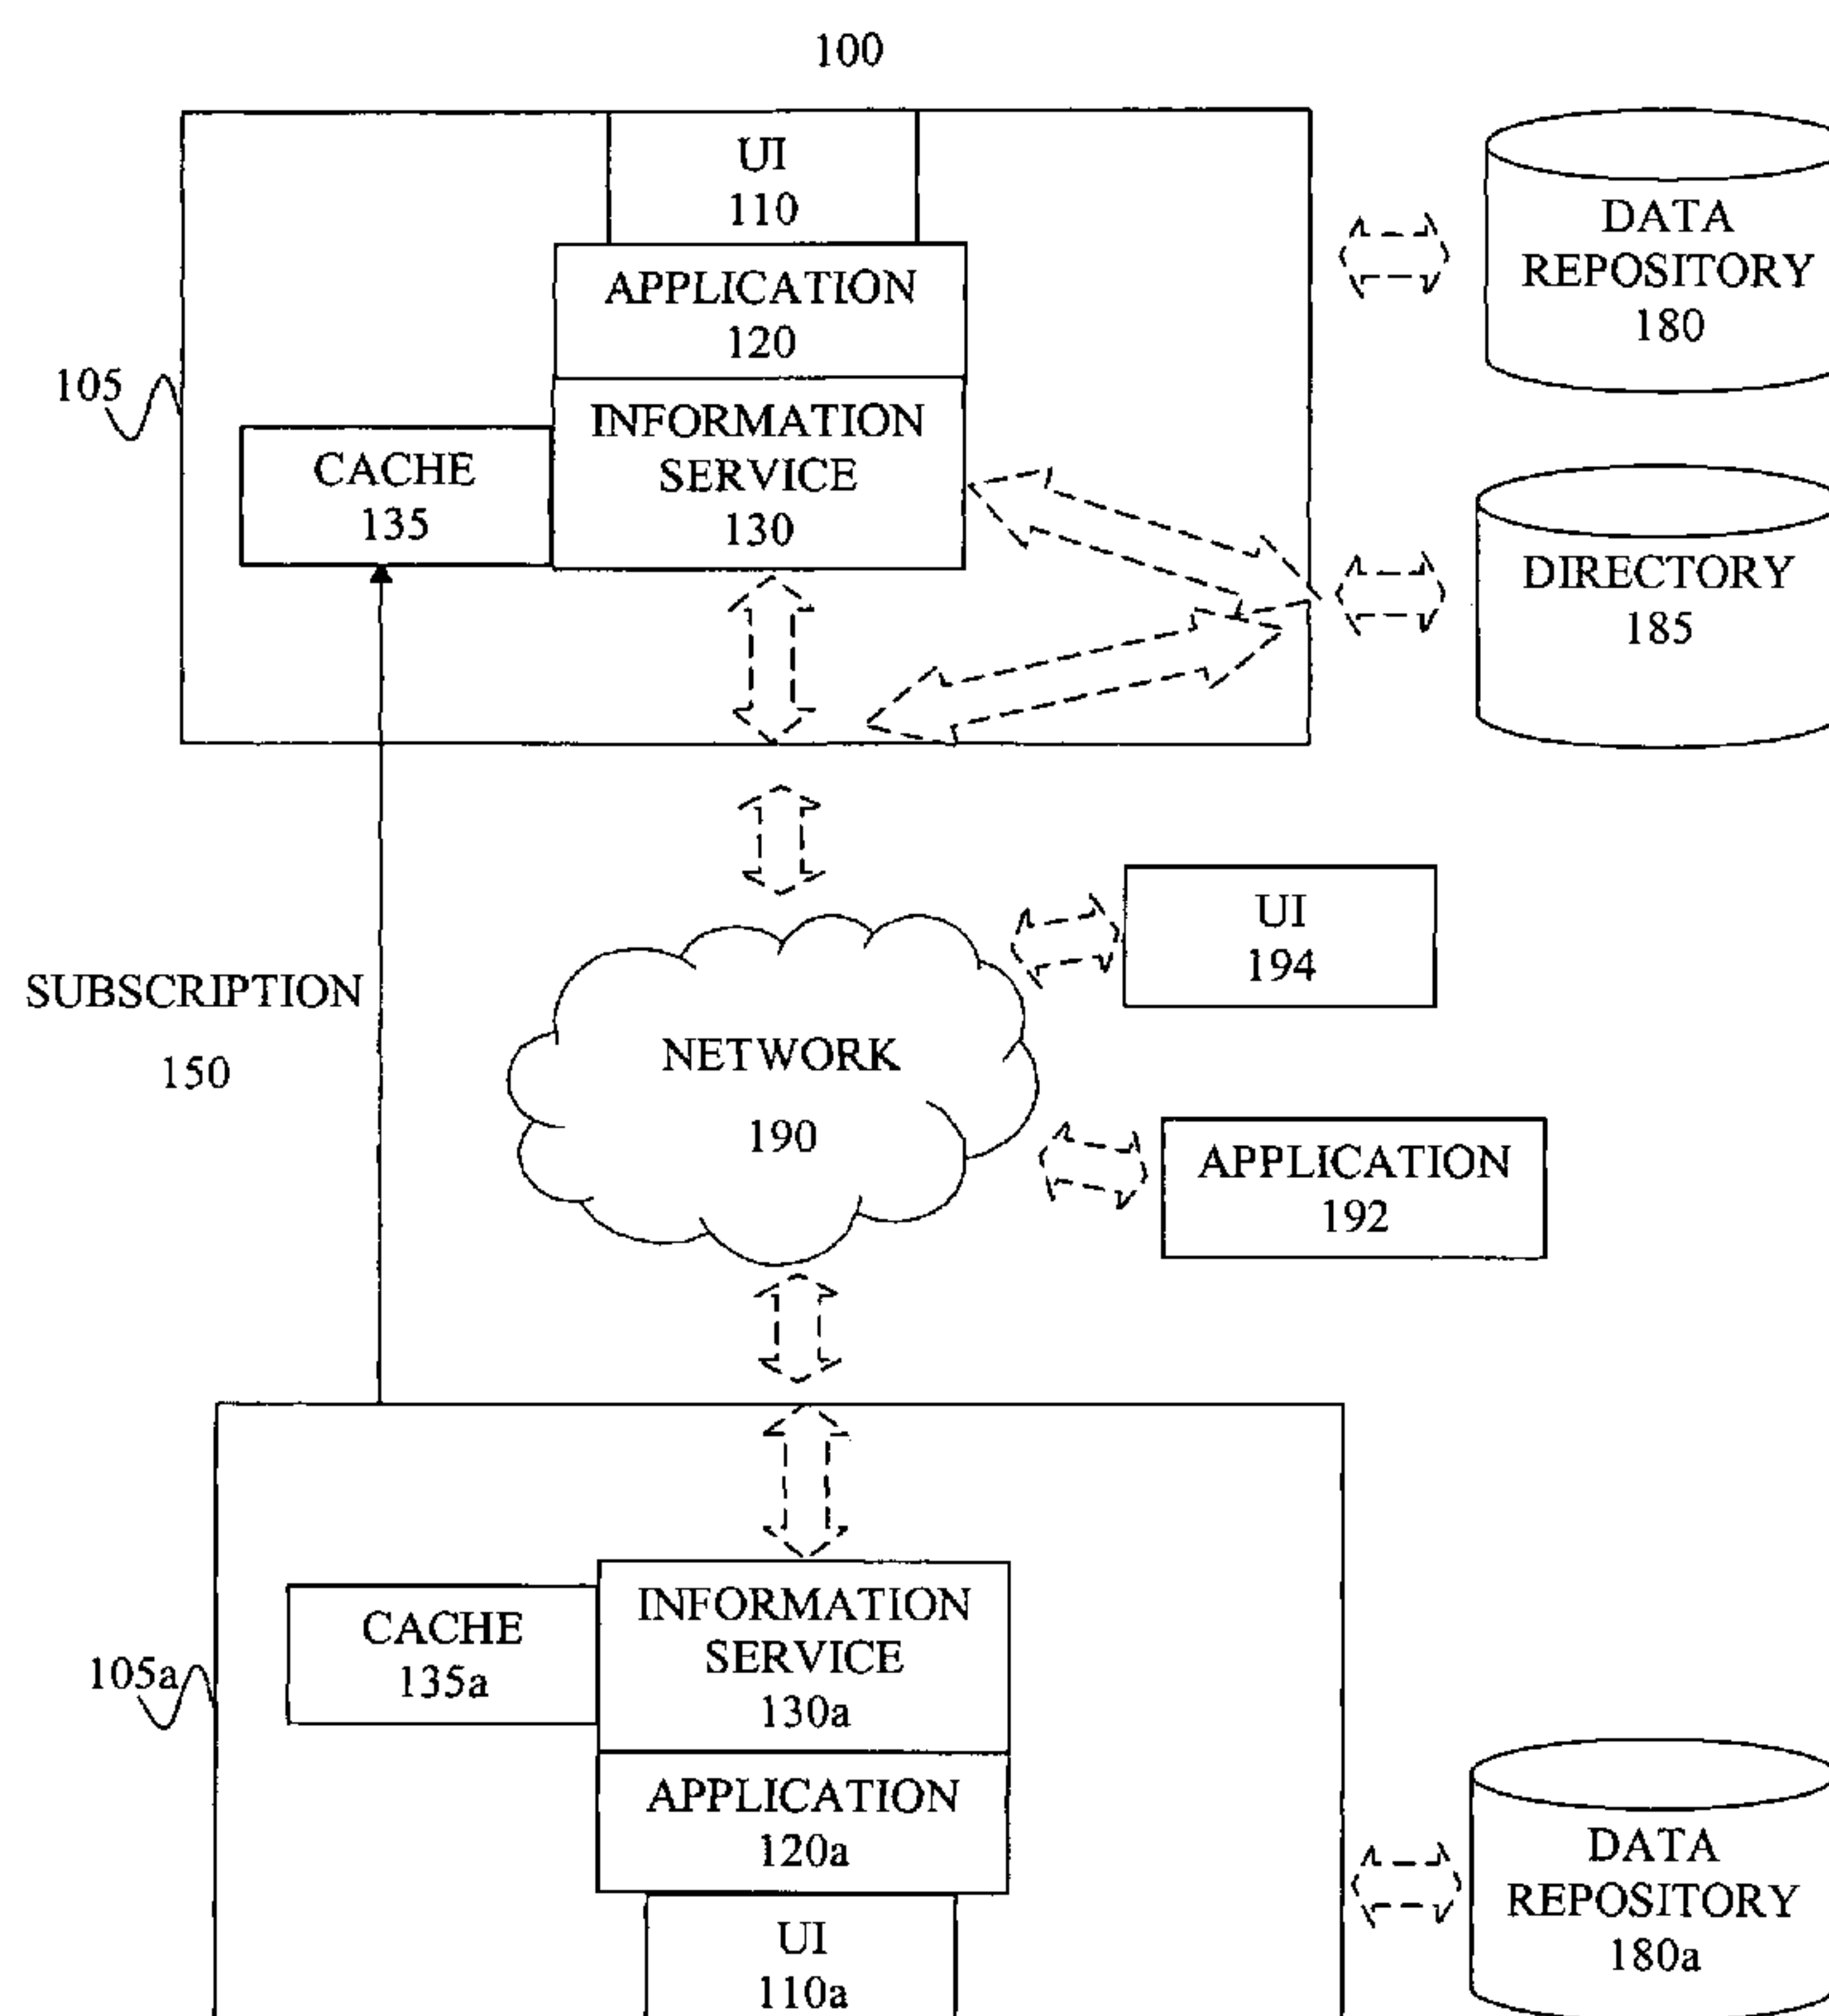 100
UI
110
APPLICATION
120
INFORMATION
SERVICE
130
CACHE
135
105
DATA
REPOSITORY
180
DIRECTORY
185
SUBSCRIPTION
150
NETWORK
190
UI
194
APPLICATION
192
105a
CACHE
135a
INFORMATION
SERVICE
130a
APPLICATION
120a
UI
110a
DATA
REPOSITORY
180a